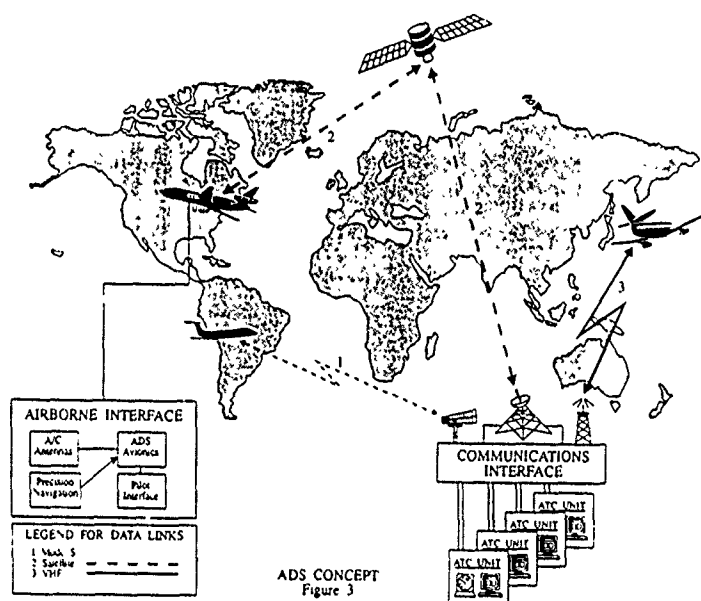 2
3
1
AIRBORNE INTERFACE
A/C Antennas
ADS Avionics
Precision Navigation
Pilot Interface
LEGEND FOR DATA LINKS
1 Mode S
2 Satellite
3 VHF
COMMUNICATIONS
INTERFACE
ATC UNIT
ATC UNIT
ATC UNIT
ATC UNIT
ADS CONCEPT
Figure 3